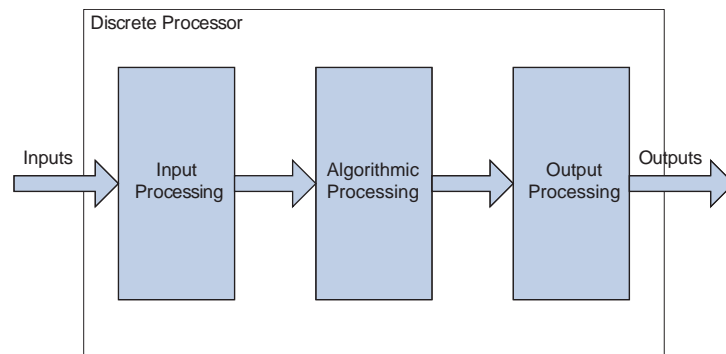 Discrete Processor
Inputs
Input
Processing
Algorithmic
Processing
Output
Processing
Outputs